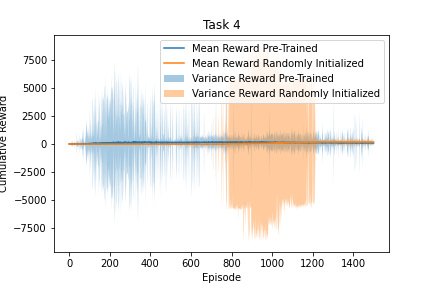 Task 4
Mean Reward Pre-Trained
Mean Reward Randomly Initialized
Variance Reward Pre-Trained
Variance Reward Randomly Initialized
Cumulative Reward
7500
5000
2500
0
−2500
−5000
−7500
0 200 400 600 800 1000 1200 1400
Episode